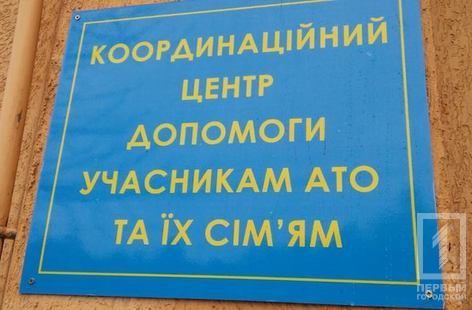 КООРДИНАЦІЙНИЙ
ЦЕНТР
ДОПОМОГИ
УЧАСНИКАМ АТО
ТА ЇХ СІМ’ЯМ
ПЕРВЫЙ
ГОРОДСКОЙ